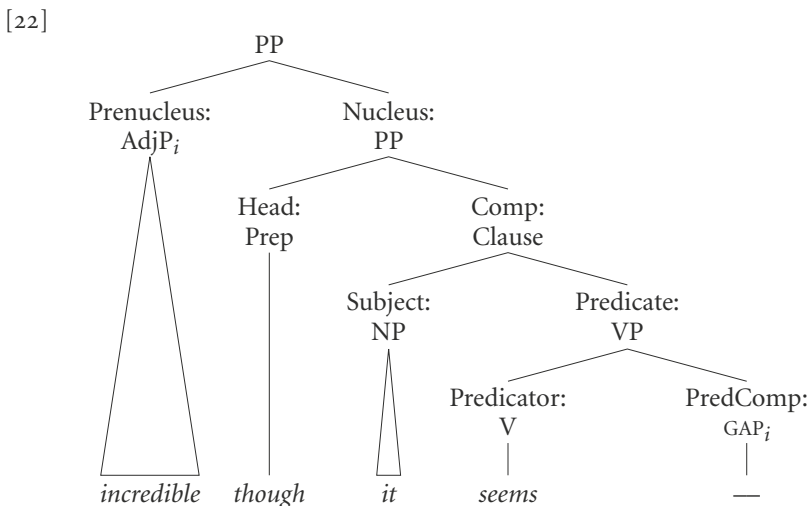 [22]
PP
Prenucleus: Nucleus:
AdjPi PP
Head: Comp:
Prep Clause
Subject: Predicate:
NP VP
Predicator: PredComp:
V GAPi
incredible though it seems —